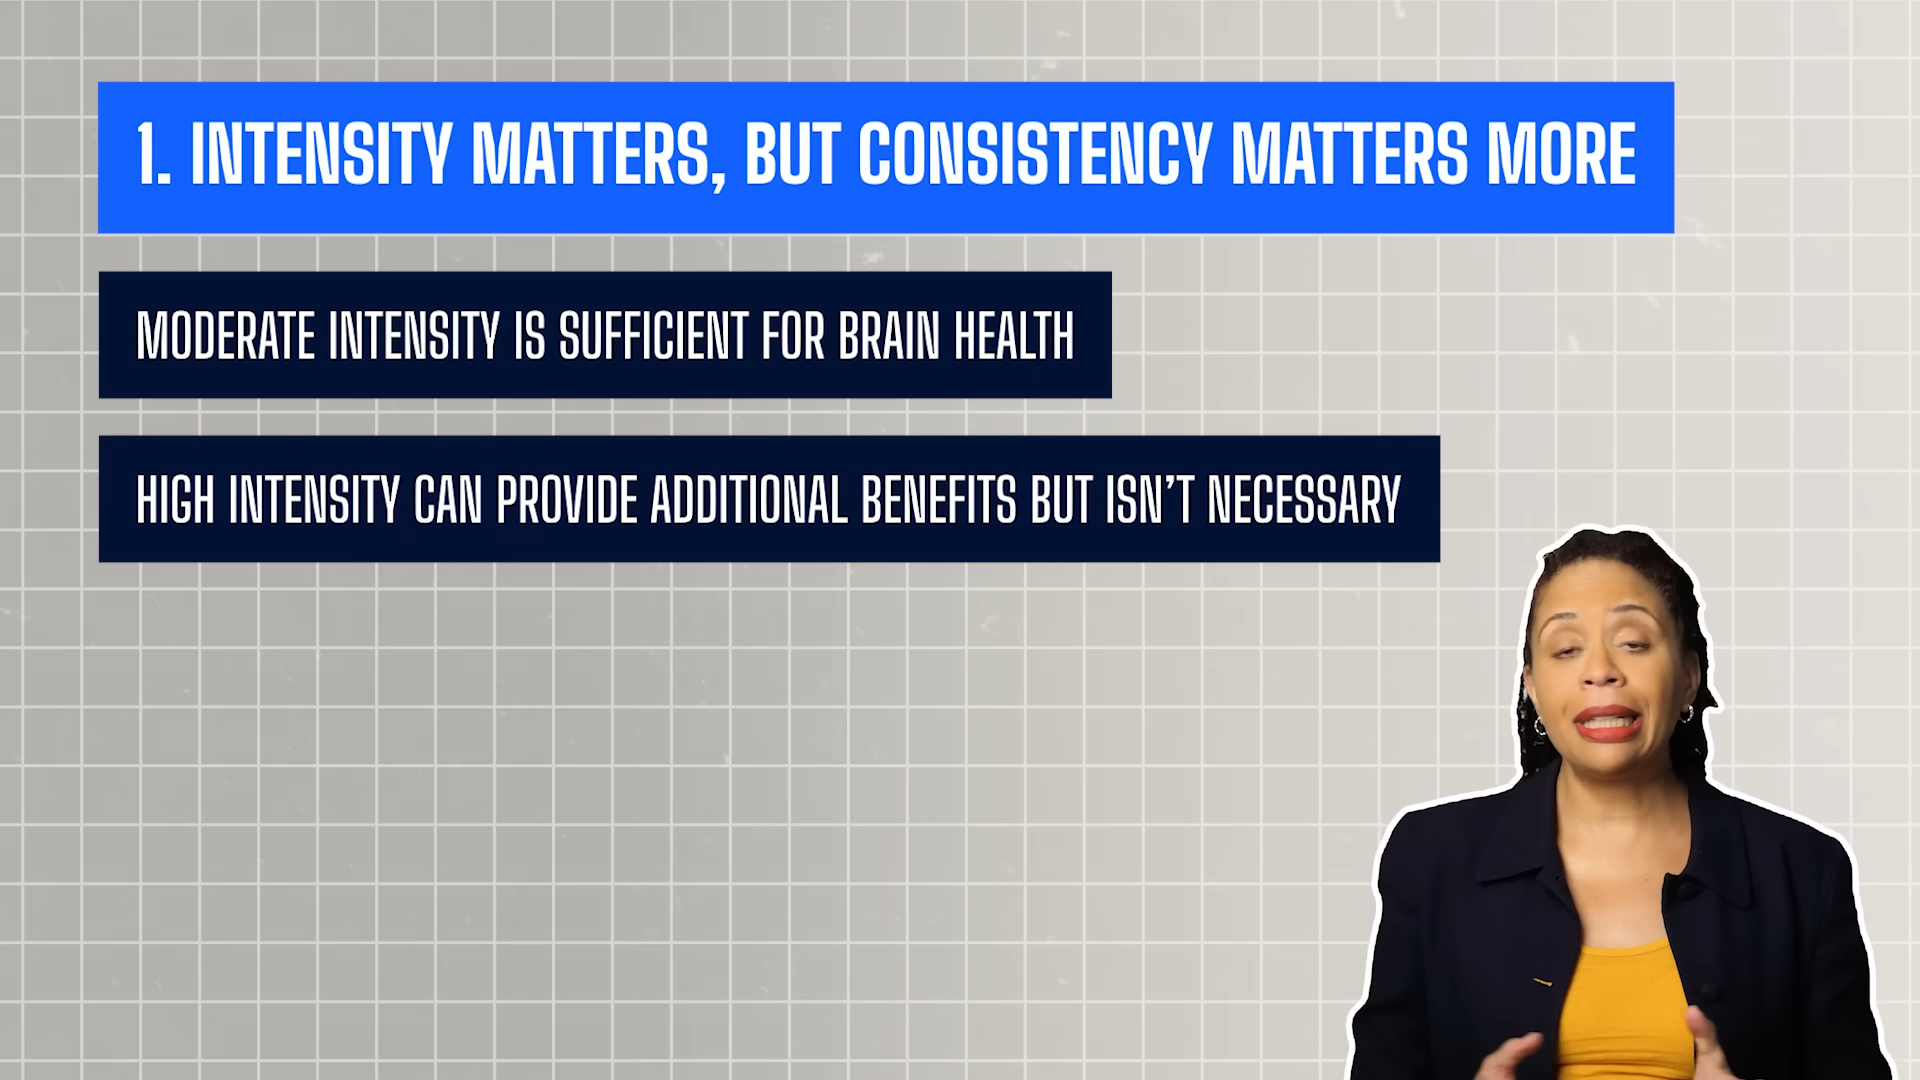 1. INTENSITY MATTERS, BUT CONSISTENCY MATTERS MORE
MODERATE INTENSITY IS SUFFICIENT FOR BRAIN HEALTH
HIGH INTENSITY CAN PROVIDE ADDITIONAL BENEFITS BUT ISN’T NECESSARY